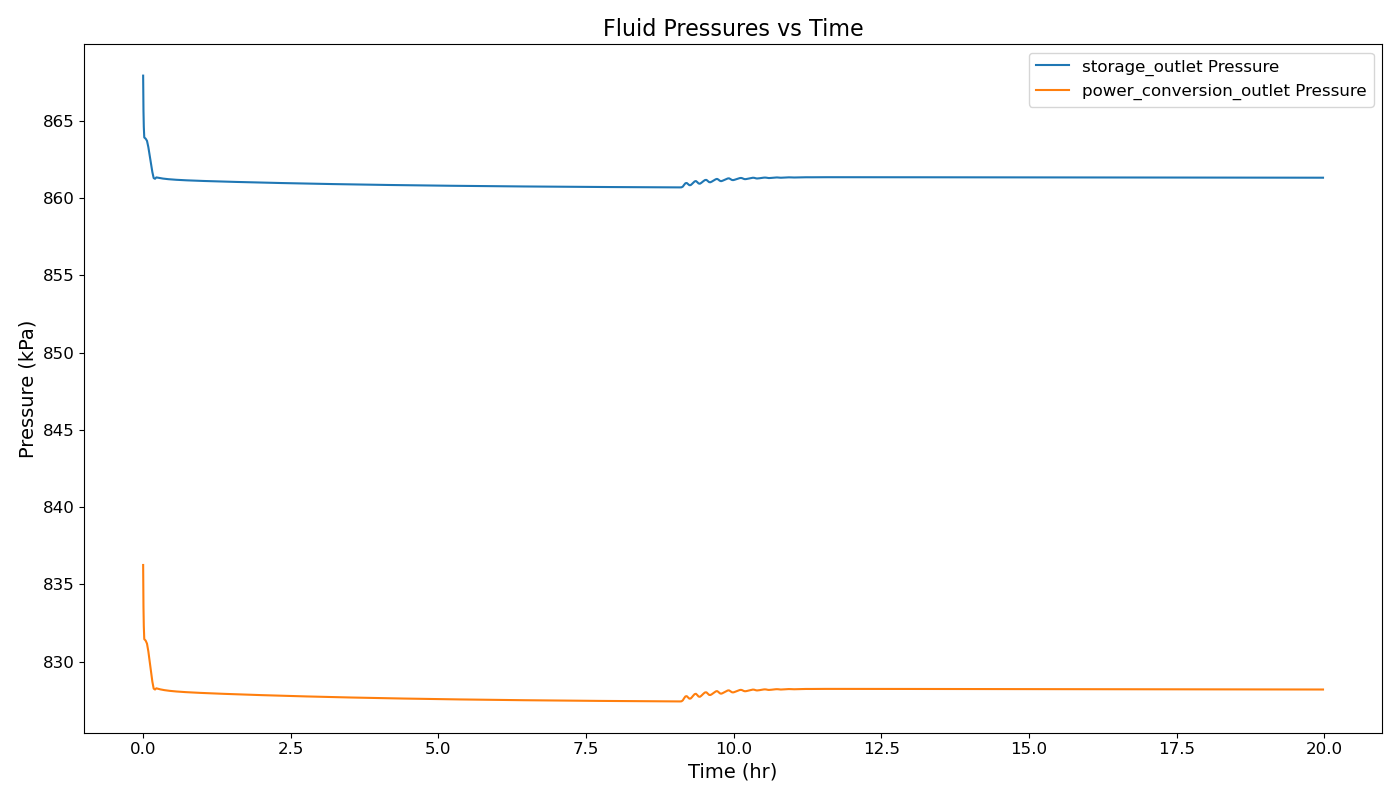 Fluid Pressures vs Time
storage_outlet Pressure
power_conversion_outlet Pressure
Pressure (kPa)
865
860
855
850
845
840
835
830
0.0 2.5 5.0 7.5 10.0 12.5 15.0 17.5 20.0
Time (hr)